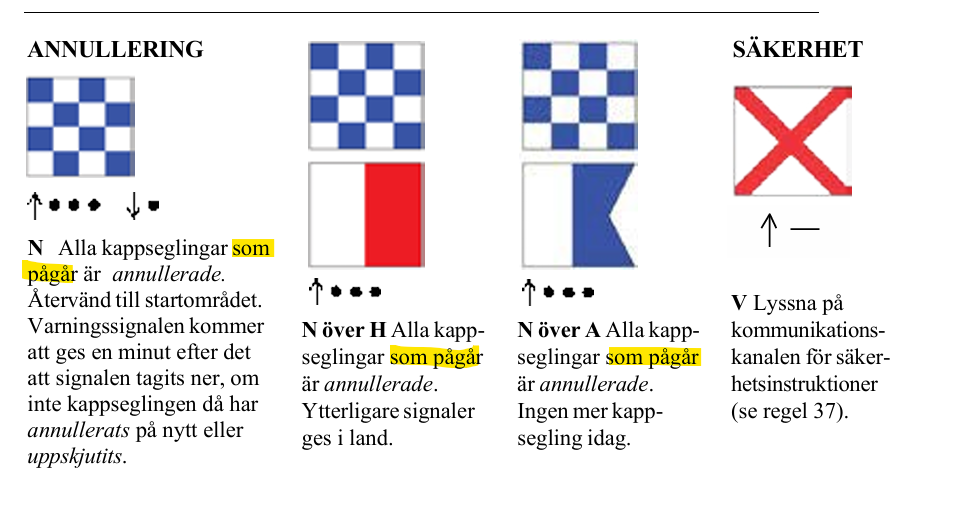 ANNULLERING
N Alla kappseglingar som
pågår är annullerade.
Återvänd till startområdet.
Varningssignalen kommer
att ges en minut efter det
att signalen tagits ner, om
inte kappseglingen då har
annullerats på nytt eller
uppskjutits.
N över H Alla kapp-
seglingar som pågår
är annullerade.
Ytterligare signaler
ges i land.
N över A Alla kapp-
seglingar som pågår
är annullerade.
Ingen mer kapp-
segling idag.
SÄKERHET
V Lyssna på
kommunikations-
kanalen för säker-
hetsinstruktioner
(se regel 37).